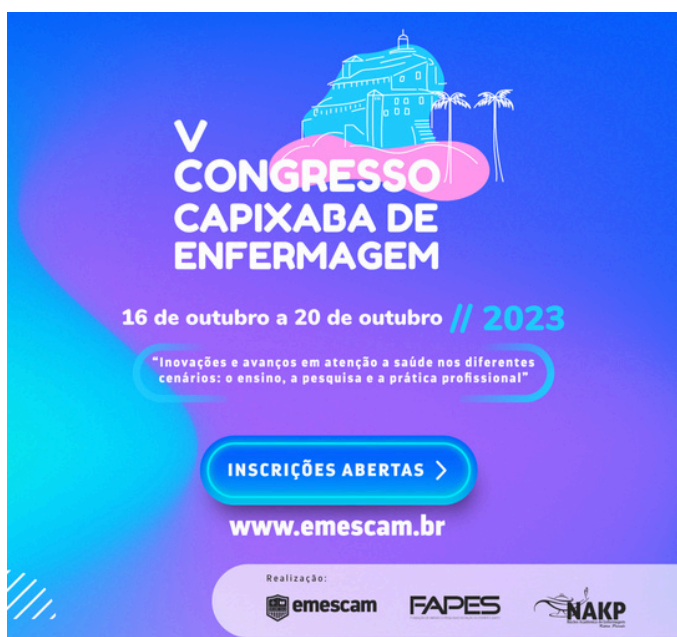 V
CONGRESSO
CAPIXABA DE
ENFERMAGEM
16 de outubro a 20 de outubro // 2023
“Inovações e avanços em atenção a saúde nos diferentes
cenários: o ensino, a pesquisa e a prática profissional”
INSCRIÇÕES ABERTAS >
www.emescam.br
Realização:
emescam
FAPES
NAKP